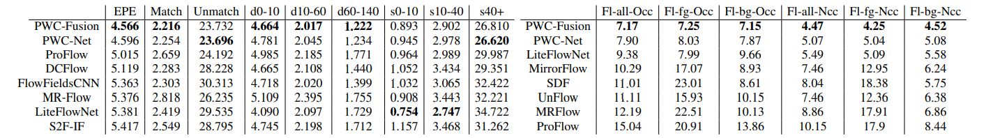 EPE Match Unmatch d0-10 d10-60 d60-140 s0-10 s10-40 s40+
PWC-Fusion 4.566 2.216 23.732 4.664 2.017 1.222 0.893 2.902 26.810
PWC-Net 4.596 2.254 23.696 4.781 2.045 1.234 0.945 2.978 26.620
ProFlow 5.015 2.659 24.192 4.985 2.185 1.771 0.964 2.989 29.987
DCFlow 5.119 2.283 28.228 4.665 2.108 1.440 1.052 3.434 29.351
FlowFieldsCNN 5.363 2.303 30.313 4.718 2.020 1.399 1.032 3.065 32.422
MR-Flow 5.376 2.818 26.235 5.109 2.395 1.755 0.908 3.443 32.221
LiteFlowNet 5.381 2.419 29.535 4.090 2.097 1.729 0.754 2.747 34.722
S2F-IF 5.417 2.549 28.795 4.745 2.198 1.712 1.157 3.468 31.262
Fl-all-Occ Fl-fg-Occ Fl-bg-Occ Fl-all-Ncc Fl-fg-Ncc Fl-bg-Ncc
PWC-Fusion 7.17 7.25 7.15 4.47 4.25 4.52
PWC-Net 7.90 8.03 7.87 5.07 5.04 5.08
LiteFlowNet 9.38 7.99 9.66 5.49 5.09 5.58
MirrorFlow 10.29 17.07 8.93 7.46 12.95 6.24
SDF 11.01 23.01 8.61 8.04 18.38 5.75
UnFlow 11.11 15.93 10.15 7.46 12.36 6.38
MRFlow 12.19 22.51 10.13 8.86 17.91 6.86
ProFlow 15.04 20.91 13.86 10.15 17.9 8.44